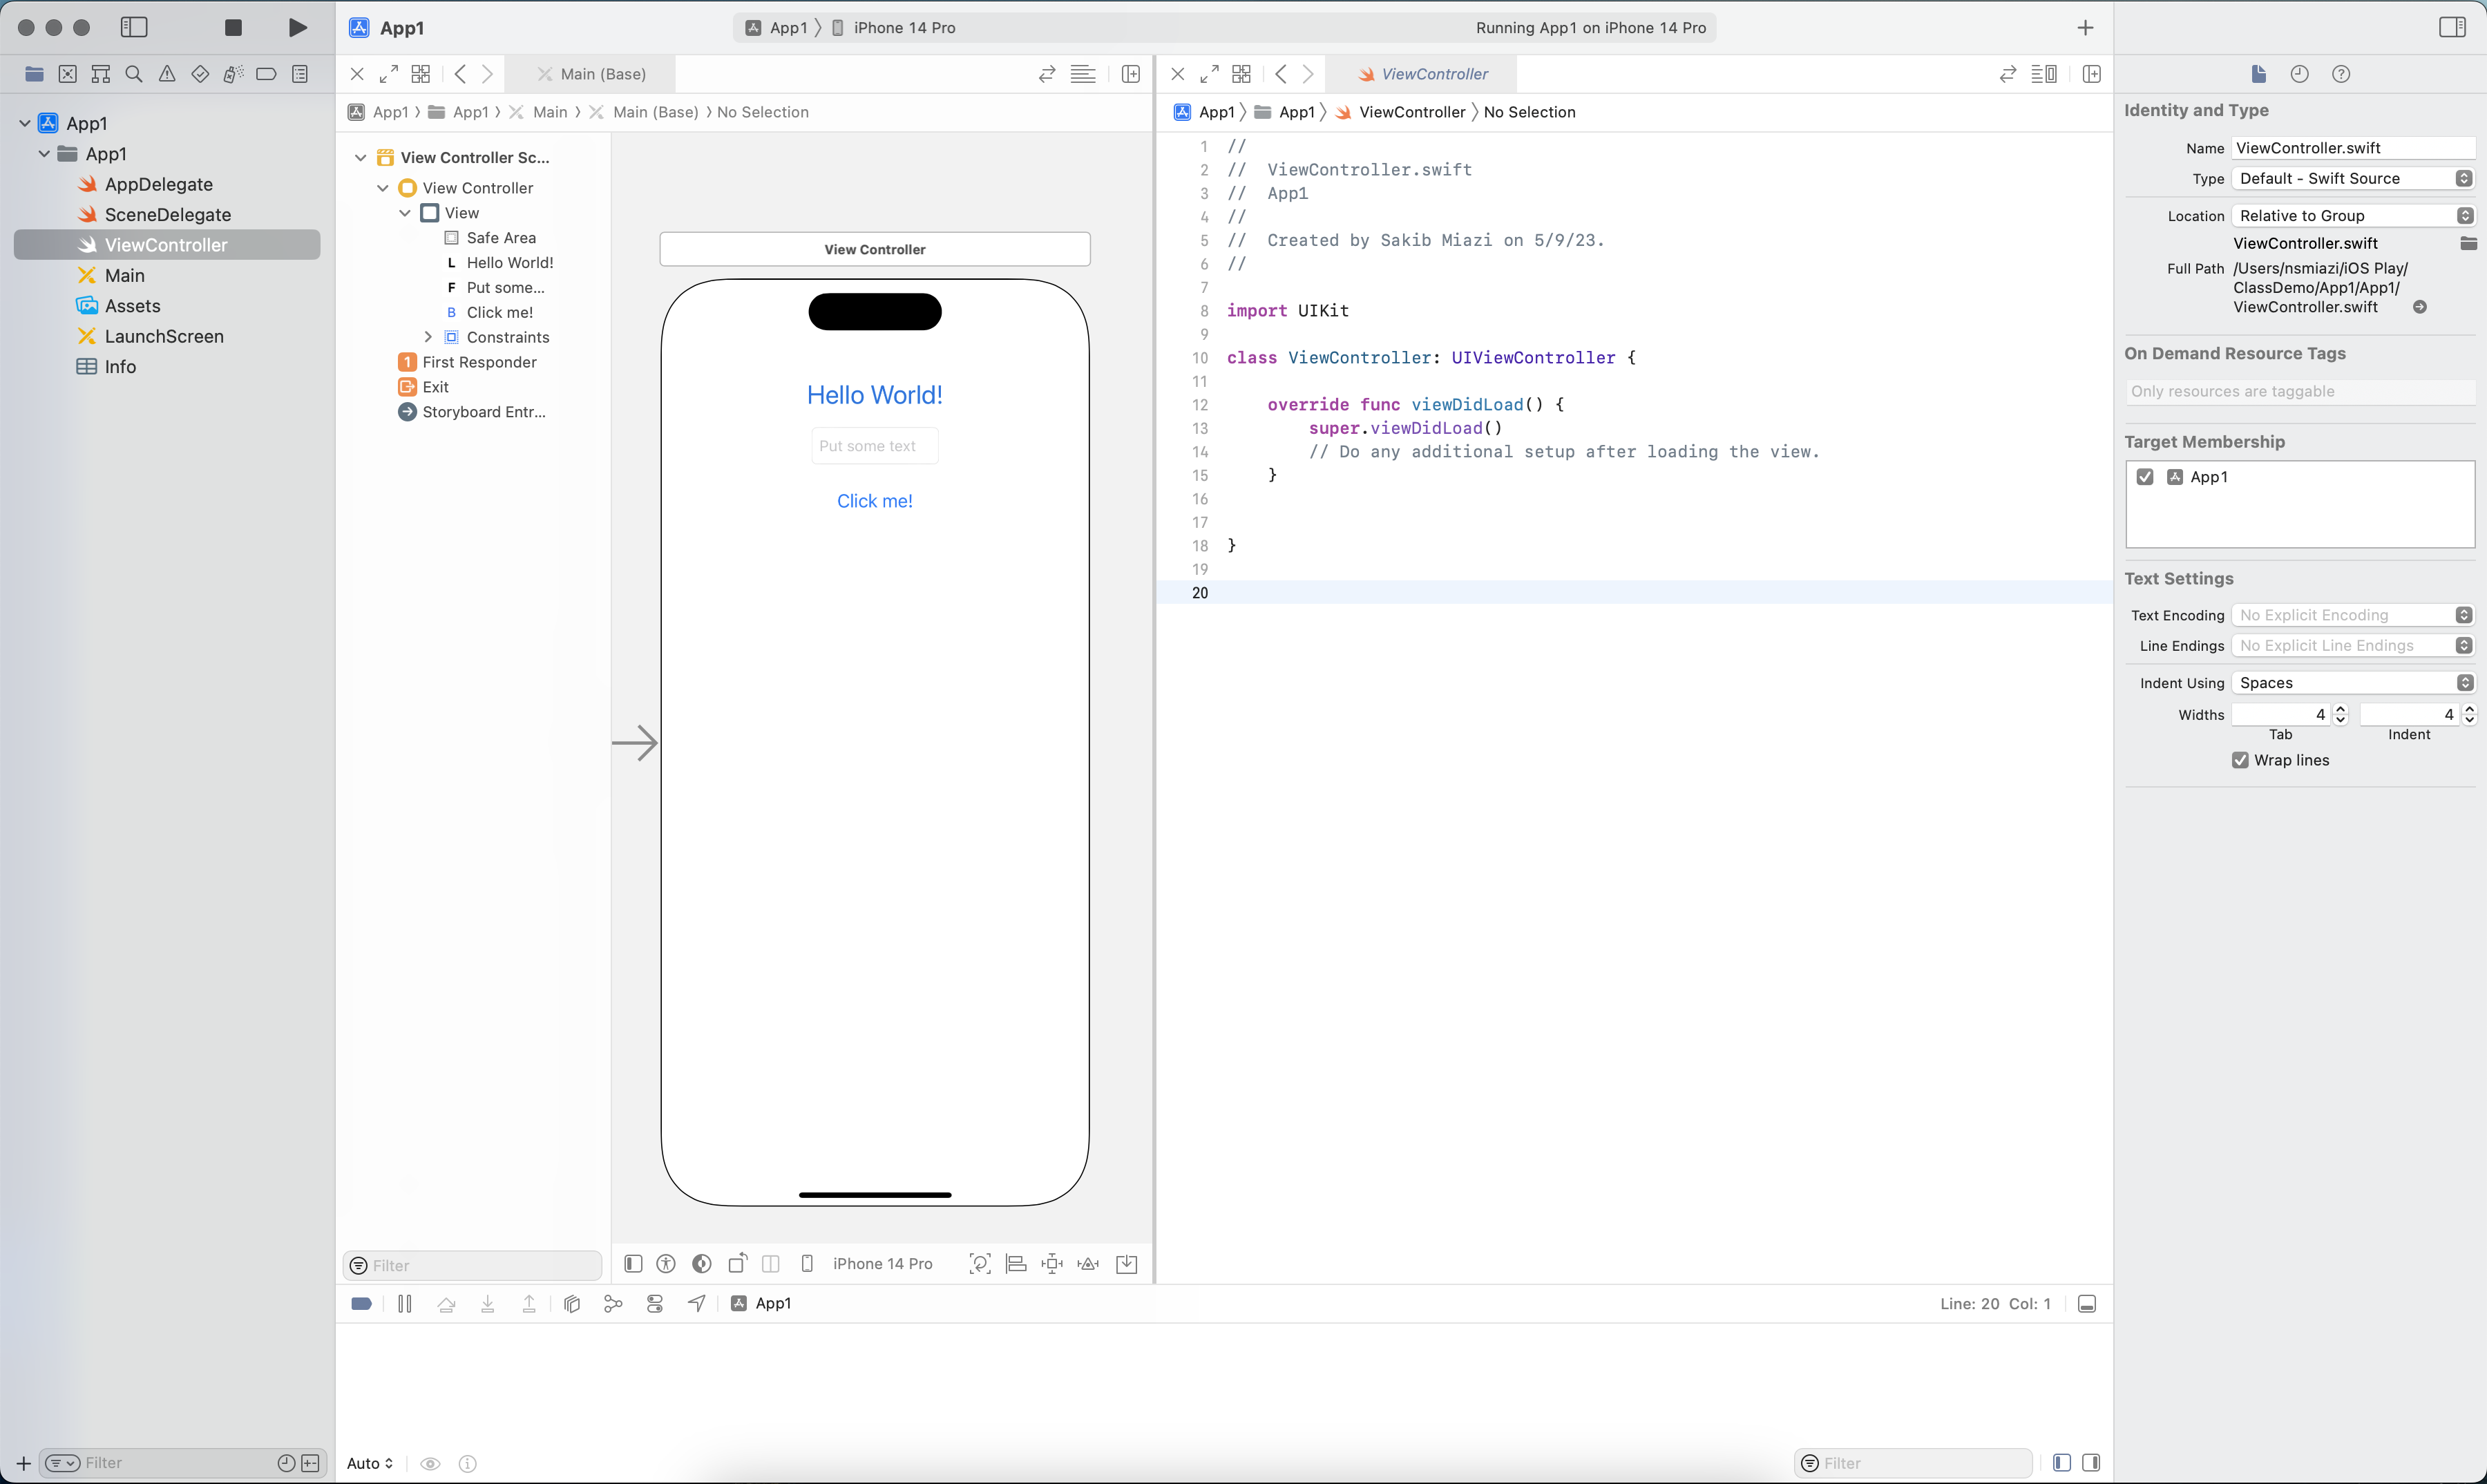 App1
App1 〉 iPhone 14 Pro
Running App1 on iPhone 14 Pro
App1
App1
AppDelegate
SceneDelegate
ViewController
Main
Assets
LaunchScreen
Info
Filter
Main (Base)
App1 〉 App1 〉 Main 〉 Main (Base) 〉 No Selection
View Controller Sc...
View Controller
View
Safe Area
L Hello World!
F Put some...
B Click me!
Constraints
1 First Responder
Exit
Storyboard Entr...
Filter
View Controller
Hello World!
Put some text
Click me!
iPhone 14 Pro
ViewController
App1 〉 App1 〉 ViewController 〉 No Selection
1 //
2 //  ViewController.swift
3 //  App1
4 //
5 //  Created by Sakib Miazi on 5/9/23.
6 //
7
8 import UIKit
9
10 class ViewController: UIViewController {
11
12     override func viewDidLoad() {
13         super.viewDidLoad()
14         // Do any additional setup after loading the view.
15     }
16
17
18 }
19
20
App1
Line: 20 Col: 1
Auto
Filter
Identity and Type
Name ViewController.swift
Type Default - Swift Source
Location Relative to Group
ViewController.swift
Full Path /Users/nsmiazi/iOS Play/
ClassDemo/App1/App1/
ViewController.swift
On Demand Resource Tags
Only resources are taggable
Target Membership
App1
Text Settings
Text Encoding No Explicit Encoding
Line Endings No Explicit Line Endings
Indent Using Spaces
Widths 4 4
Tab Indent
Wrap lines